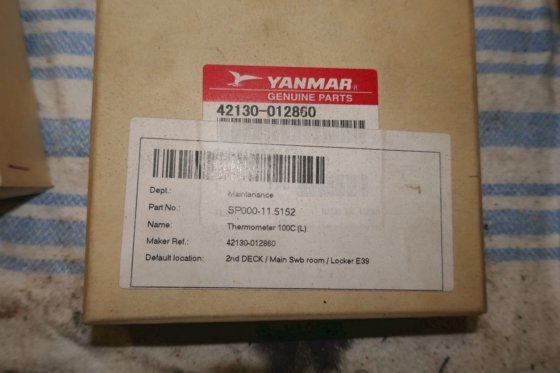 YANMAR®
GENUINE PARTS
42130-012860
Dept.: Maintanance
Part No.: SP000-11.5152
Name: Thermometer 100C (L)
Maker Ref.: 42130-012860
Default location: 2nd DECK / Main Swb room / Locker E39